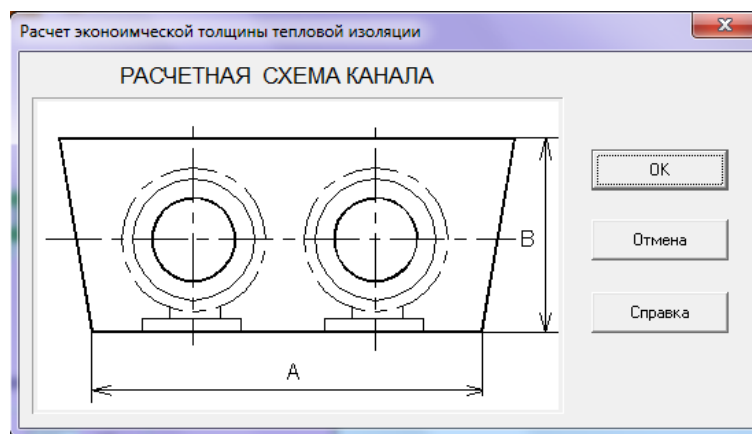 Расчет эконоимческой толщины тепловой изоляции
РАСЧЕТНАЯ СХЕМА КАНАЛА
OK
B
Отмена
Справка
A